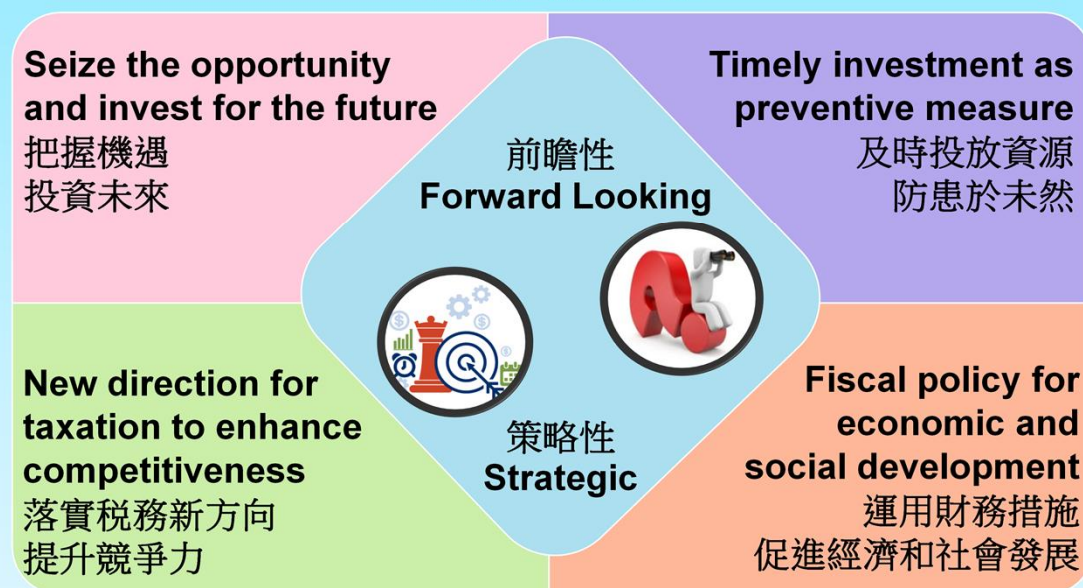 Seize the opportunity
and invest for the future
把握機遇
投資未來
Timely investment as
preventive measure
及時投放資源
防患於未然
前瞻性
Forward Looking
策略性
Strategic
New direction for
taxation to enhance
competitiveness
落實税務新方向
提升競爭力
Fiscal policy for
economic and
social development
運用財務措施
促進經濟和社會發展